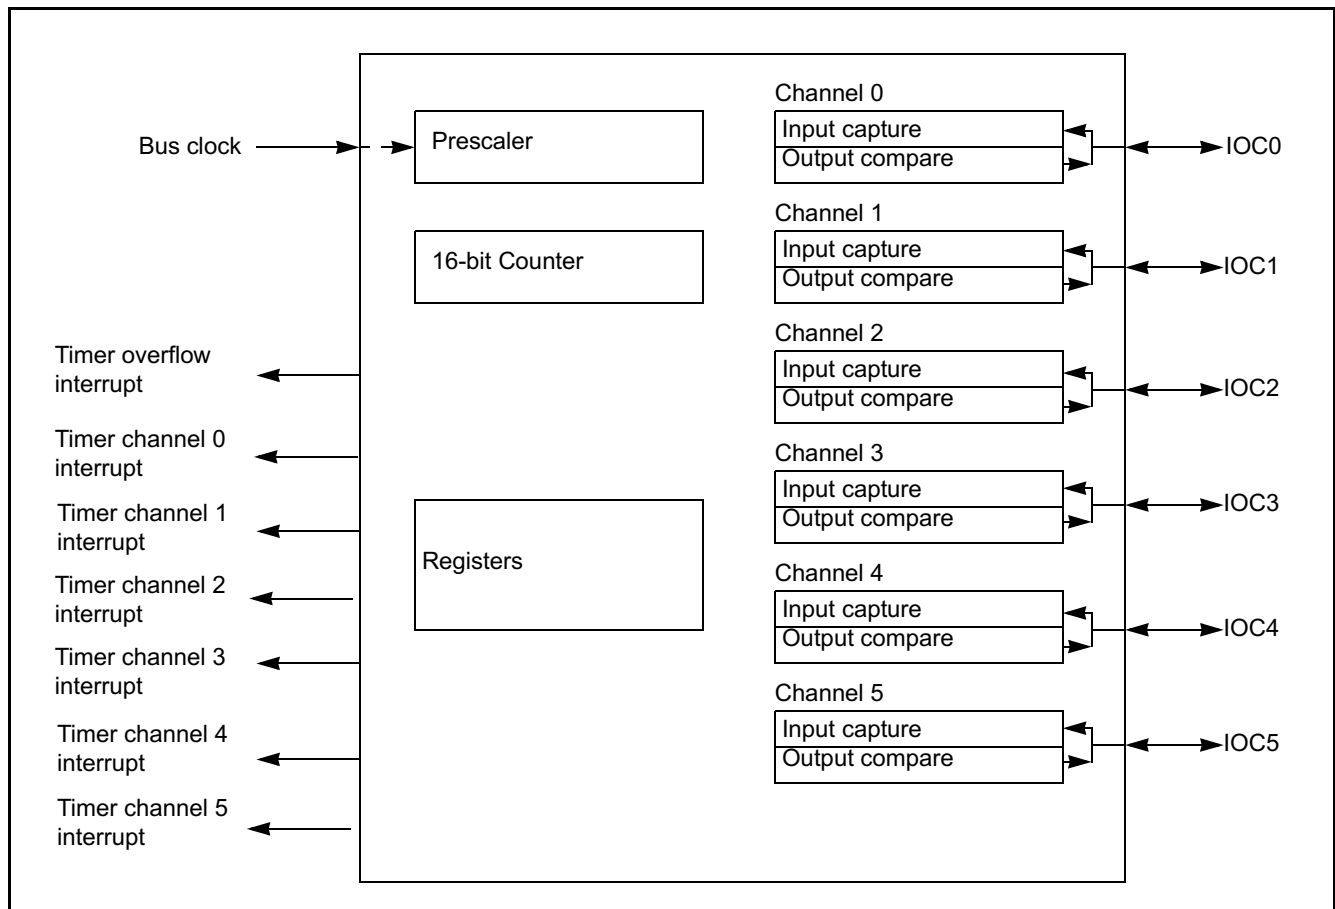 Bus clock
Prescaler
16-bit Counter
Timer overflow
interrupt
Timer channel 0
interrupt
Timer channel 1
interrupt
Timer channel 2
interrupt
Timer channel 3
interrupt
Timer channel 4
interrupt
Timer channel 5
interrupt
Registers
Channel 0
Input capture
Output compare
IOC0
Channel 1
Input capture
Output compare
IOC1
Channel 2
Input capture
Output compare
IOC2
Channel 3
Input capture
Output compare
IOC3
Channel 4
Input capture
Output compare
IOC4
Channel 5
Input capture
Output compare
IOC5